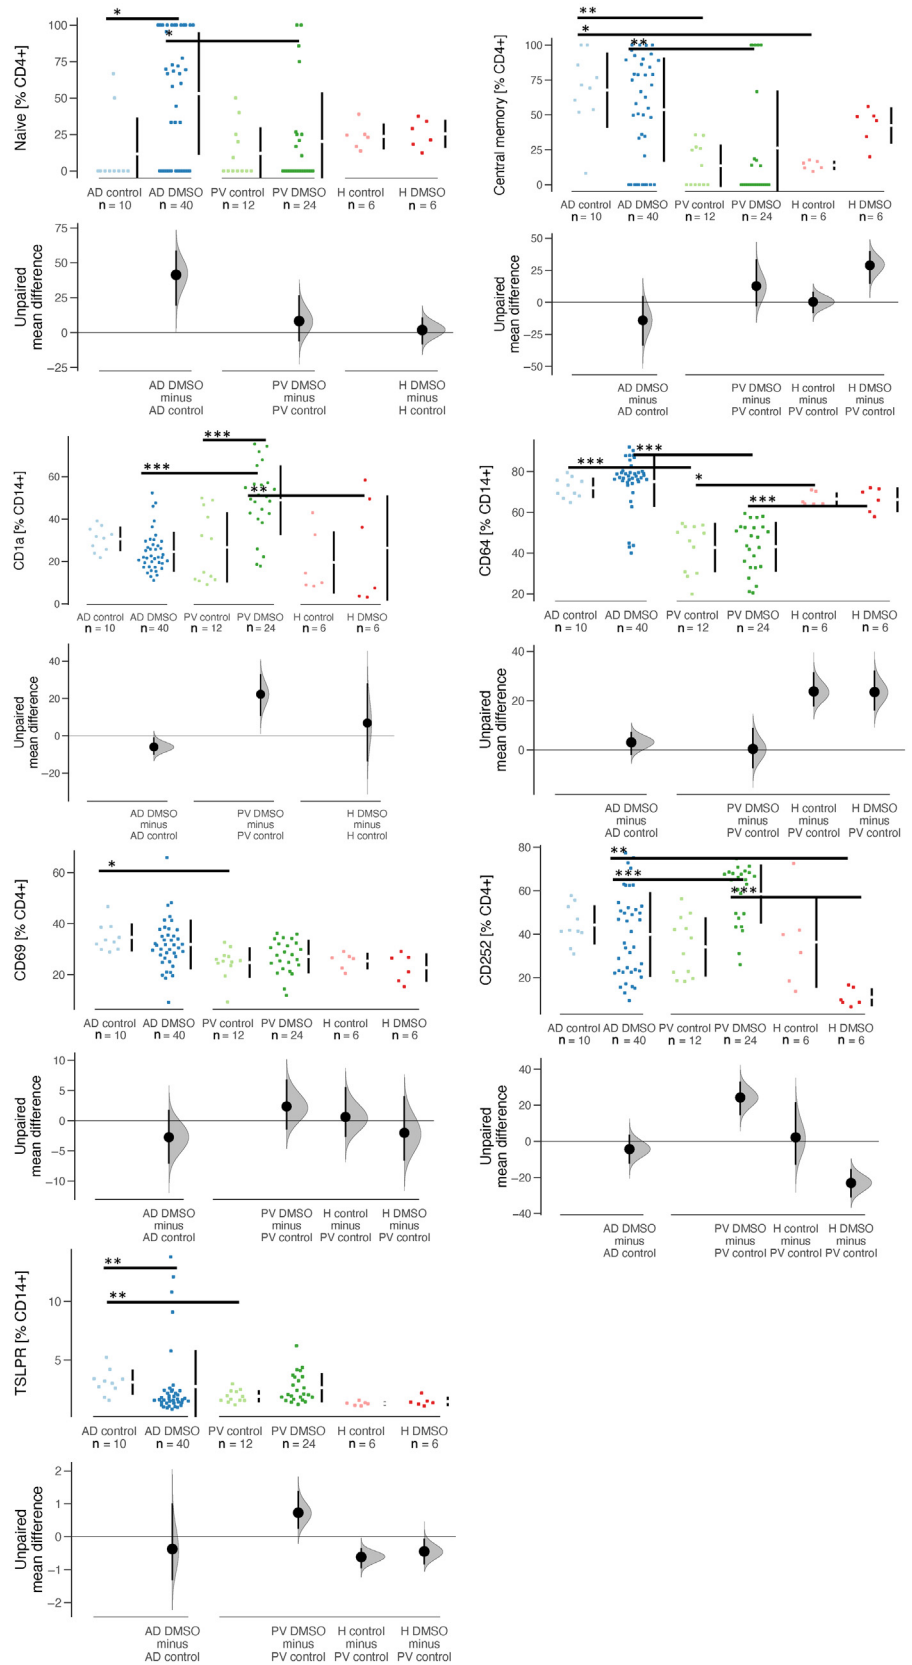 Naive [% CD4+]
100
75
50
25
0
*
*
AD control AD DMSO PV control PV DMSO H control H DMSO
n = 10 n = 40 n = 12 n = 24 n = 6 n = 6
Unpaired
mean difference
75
50
25
0
−25
AD DMSO PV DMSO H DMSO
minus minus minus
AD control PV control H control
Central memory [% CD4+]
100
75
50
25
0
**
*
**
AD control AD DMSO PV control PV DMSO H control H DMSO
n = 10 n = 40 n = 12 n = 24 n = 6 n = 6
Unpaired
mean difference
50
25
0
−25
−50
AD DMSO PV DMSO H control H DMSO
minus minus minus minus
AD control PV control PV control PV control
CD1a [% CD14+]
60
40
20
0
***
***
**
AD control AD DMSO PV control PV DMSO H control H DMSO
n = 10 n = 40 n = 12 n = 24 n = 6 n = 6
Unpaired
mean difference
40
20
0
−20
AD DMSO PV DMSO H DMSO
minus minus minus
AD control PV control H control
CD64 [% CD14+]
80
60
40
20
***
***
*
***
AD control AD DMSO PV control PV DMSO H control H DMSO
n = 10 n = 40 n = 12 n = 24 n = 6 n = 6
Unpaired
mean difference
40
20
0
AD DMSO PV DMSO H control H DMSO
minus minus minus minus
AD control PV control PV control PV control
CD69 [% CD4+]
60
40
20
*
AD control AD DMSO PV control PV DMSO H control H DMSO
n = 10 n = 40 n = 12 n = 24 n = 6 n = 6
Unpaired
mean difference
10
5
0
−5
−10
AD DMSO PV DMSO H control H DMSO
minus minus minus minus
AD control PV control PV control PV control
CD252 [% CD4+]
80
60
40
20
**
***
***
AD control AD DMSO PV control PV DMSO H control H DMSO
n = 10 n = 40 n = 12 n = 24 n = 6 n = 6
Unpaired
mean difference
40
20
0
−20
−40
AD DMSO PV DMSO H control H DMSO
minus minus minus minus
AD control PV control PV control PV control
TSLPR [% CD14+]
10
5
**
**
AD control AD DMSO PV control PV DMSO H control H DMSO
n = 10 n = 40 n = 12 n = 24 n = 6 n = 6
Unpaired
mean difference
2
1
0
−1
−2
AD DMSO PV DMSO H control H DMSO
minus minus minus minus
AD control PV control PV control PV control